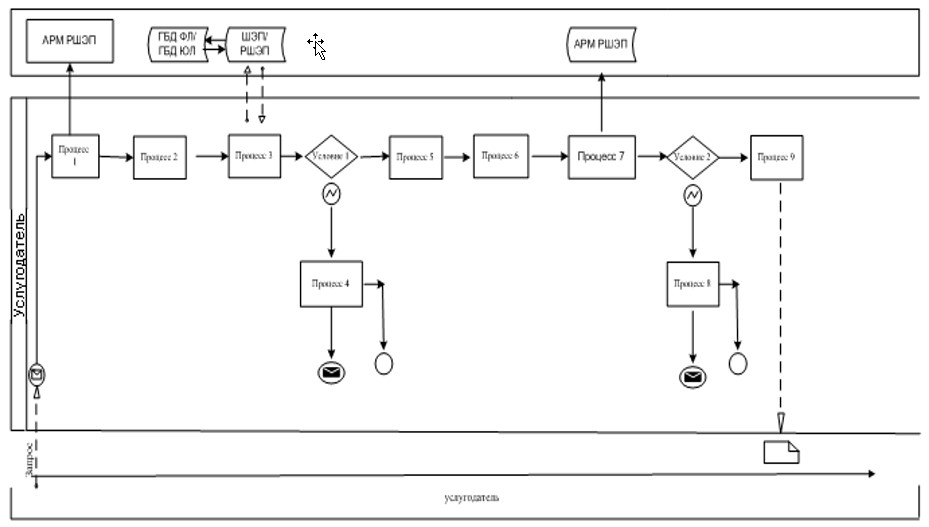 АРМ РШЭП
ГБД ФЛ/
ГБД ЮЛ
ШЭП/
РШЭП
АРМ РШЭП
Процесс
1
Процесс 2
Процесс 3
Условие 1
Процесс 5
Процесс 6
Процесс 7
Условие 2
Процесс 9
Услугодатель
Процесс 4
Процесс 8
Запрос
услугодатель